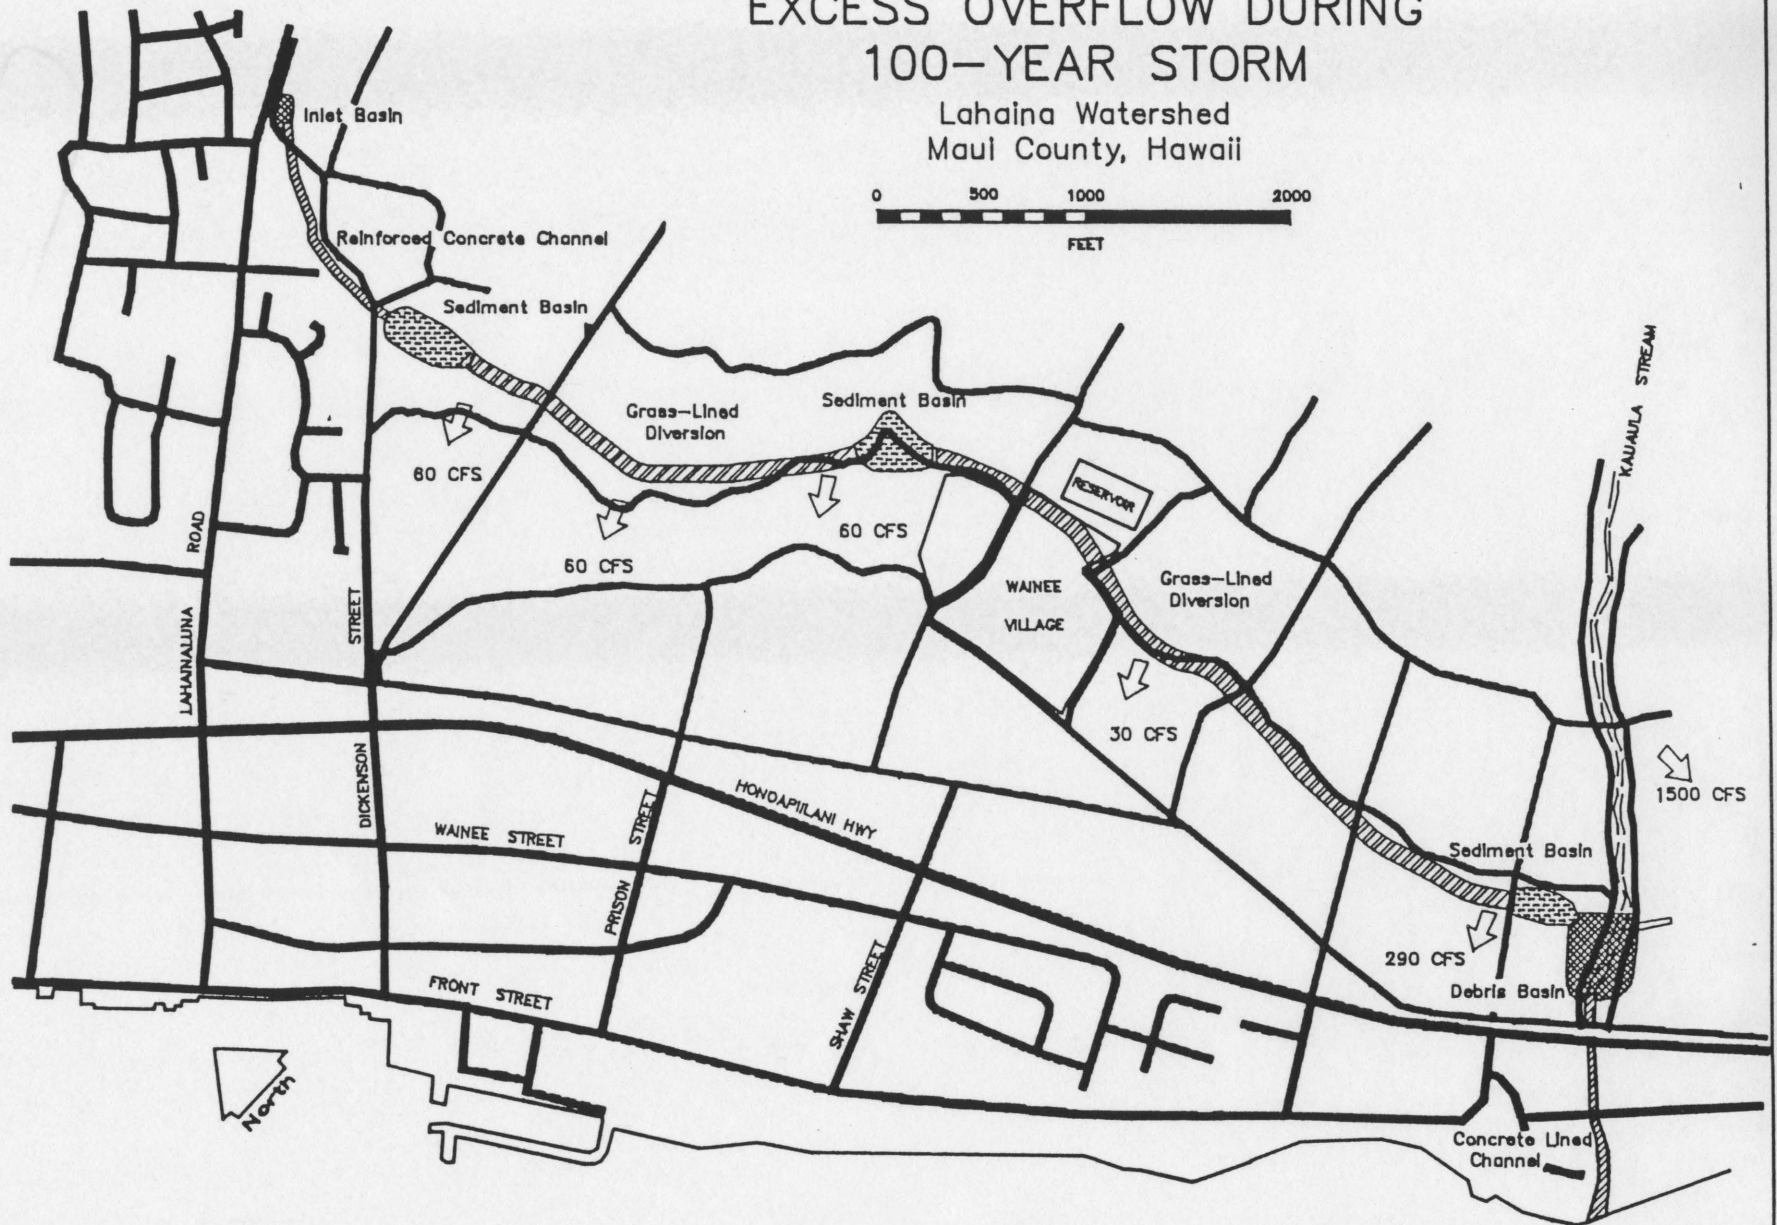 EXCESS OVERFLOW DURING
100-YEAR STORM
Lahaina Watershed
Maui County, Hawaii
0 500 1000 2000
FEET
Inlet Basin
Reinforced Concrete Channel
Sediment Basin
Grass-Lined
Diversion
Sediment Basin
KAUAULA STREAM
RESERVOIR
60 CFS
60 CFS
60 CFS
WAINEE
VILLAGE
Grass-Lined
Diversion
LAHAINALUNA ROAD
DICKENSON STREET
30 CFS
1500 CFS
HONOAPIILANI HWY
WAINEE STREET
PRISON STREET
Sediment Basin
SHAW STREET
290 CFS
FRONT STREET
Debris Basin
North
Concrete Lined
Channel